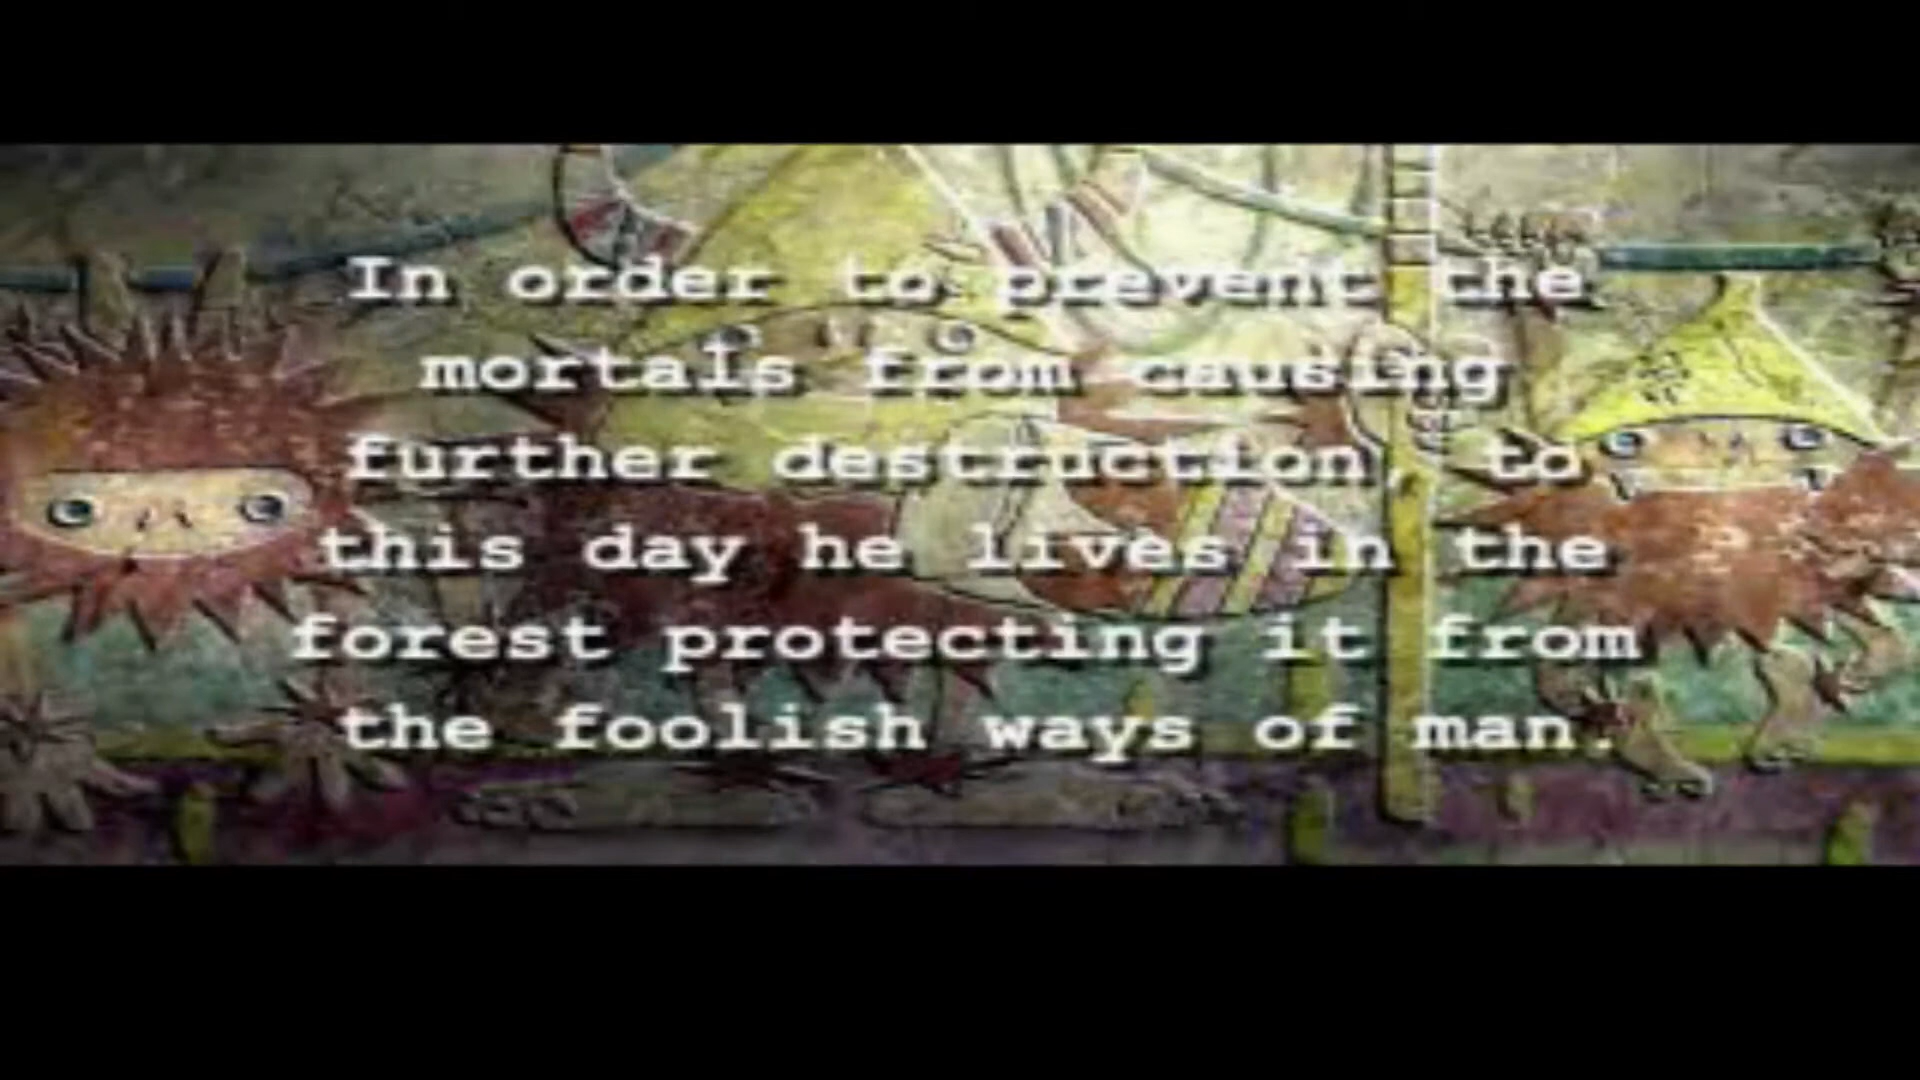 In order to prevent the
mortals from causing
further destruction, to
this day he lives in the
forest protecting it from
the foolish ways of man.